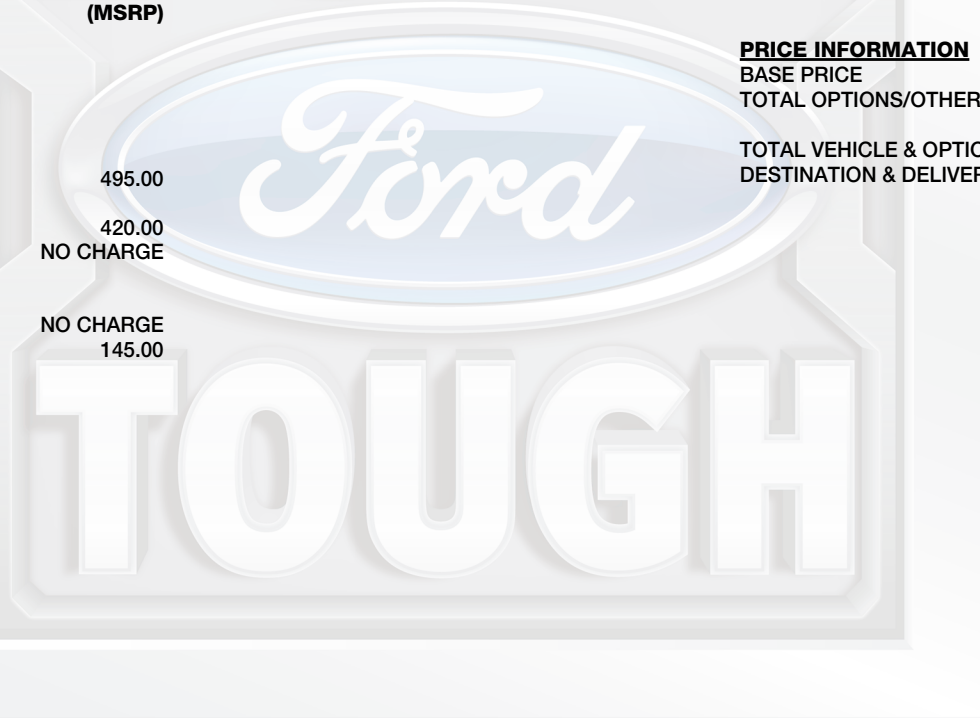 (MSRP)
495.00
420.00
NO CHARGE
NO CHARGE
145.00
PRICE INFORMATION
BASE PRICE
TOTAL OPTIONS/OTHER
TOTAL VEHICLE & OPTIO
DESTINATION & DELIVER
Ford
TOUGH